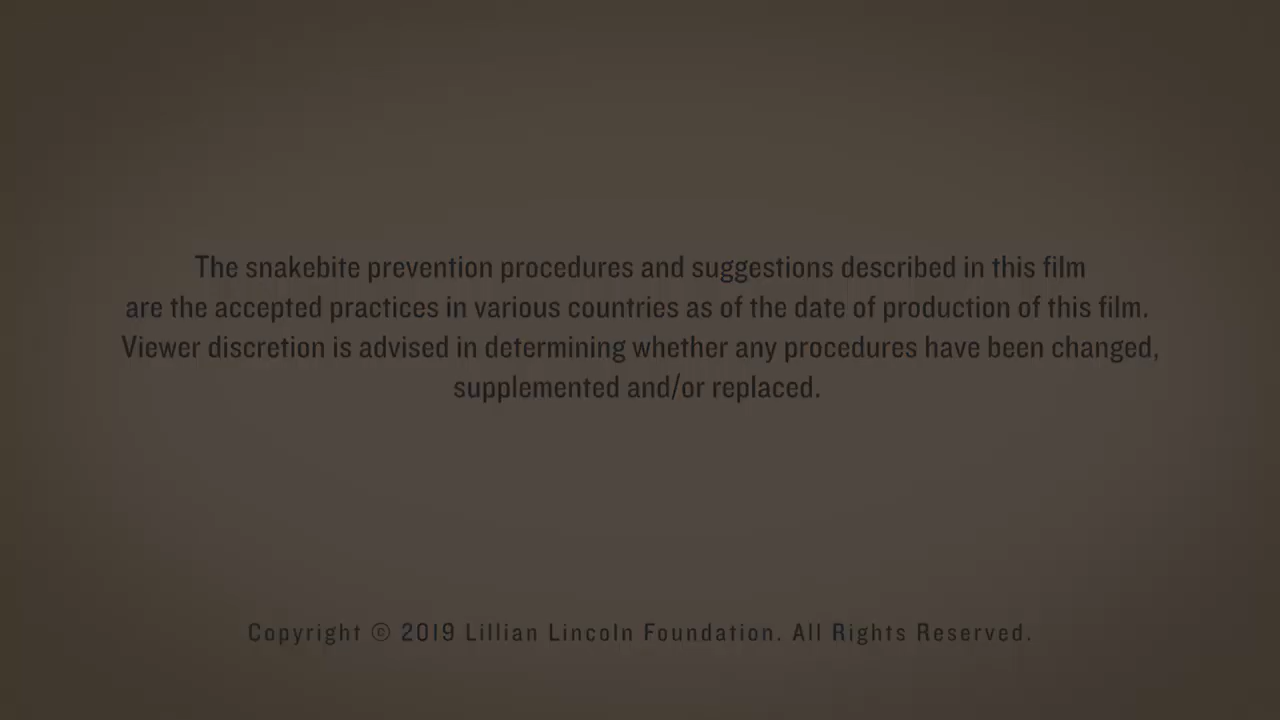 The snakebite prevention procedures and suggestions described in this film
are the accepted practices in various countries as of the date of production of this film.
Viewer discretion is advised in determining whether any procedures have been changed,
supplemented and/or replaced.
Copyright © 2019 Lillian Lincoln Foundation. All Rights Reserved.